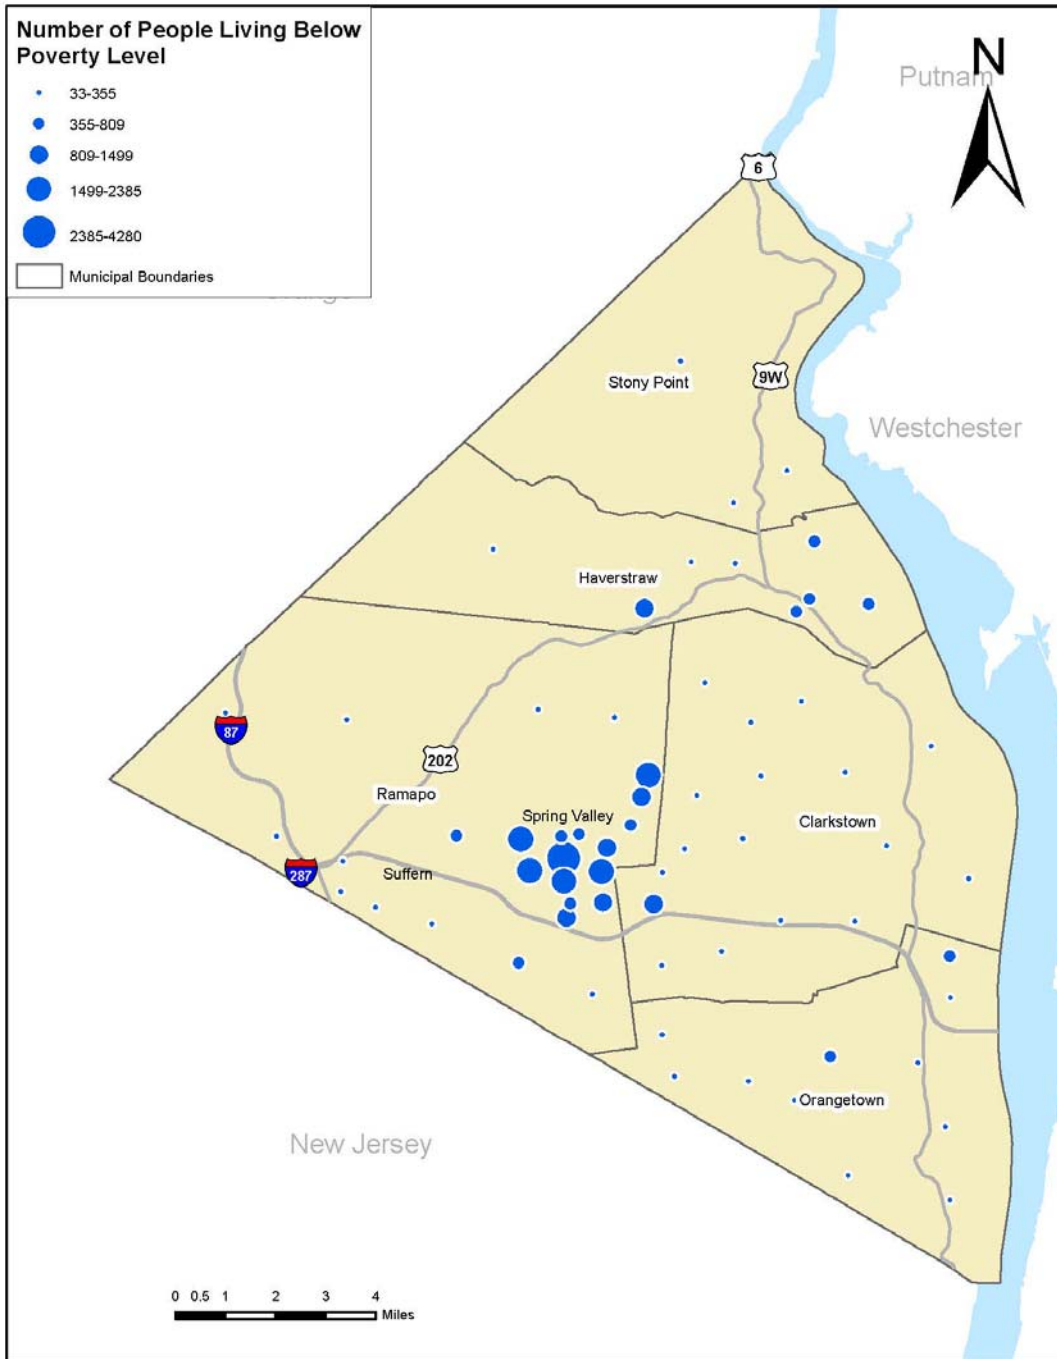 Number of People Living Below
Poverty Level
33-355
355-809
809-1499
1499-2385
2385-4280
Municipal Boundaries
N
Putnam
6
9W
Stony Point
Westchester
Haverstraw
87
202
Ramapo
Spring Valley
Clarkstown
287
Suffern
Orangetown
New Jersey
0 0.5 1 2 3 4
Miles